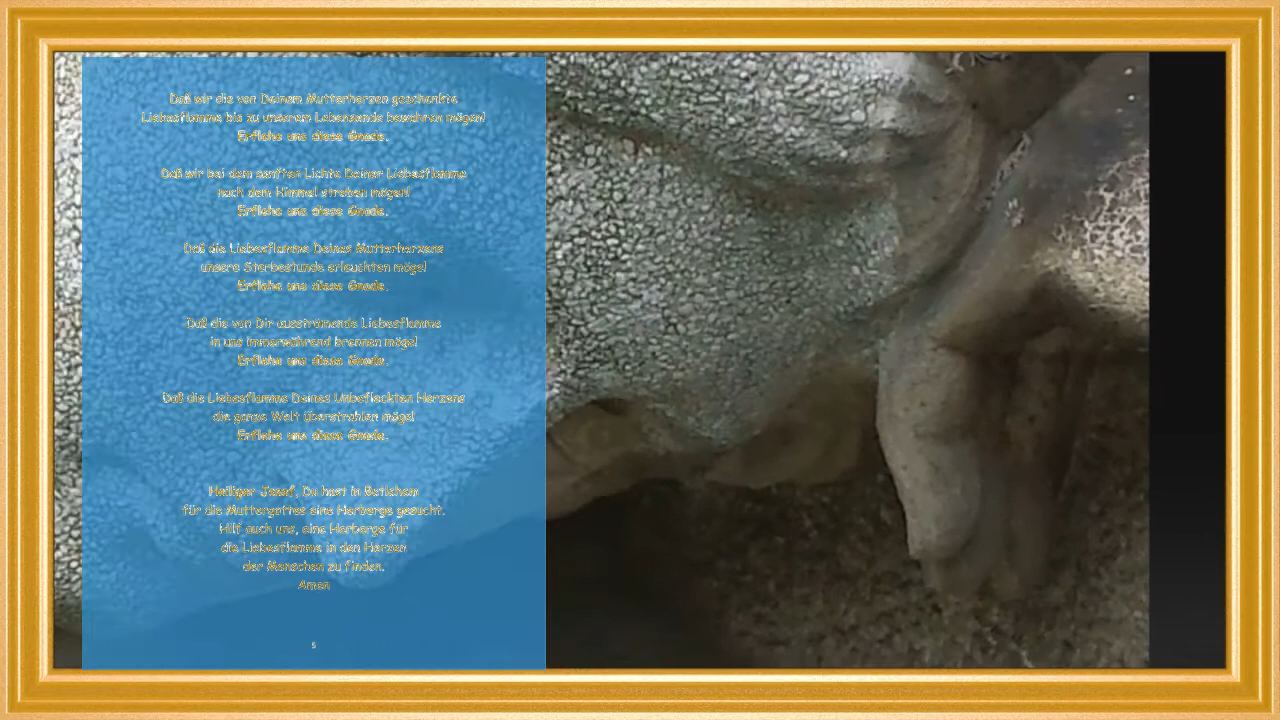 Daß wir die von Deinem Mutterherzen geschenkte
Liebesflamme bis zu unserem Lebensende bewahren mögen!
Erflehe uns diese Gnade.
Daß wir bei dem sanften Lichte Deiner Liebesflamme
nach dem Himmel streben mögen!
Erflehe uns diese Gnade.
Daß die Liebesflamme Deines Mutterherzens
unsere Sterbestunde erleuchten möge!
Erflehe uns diese Gnade.
Daß die von Dir ausströmende Liebesflamme
in uns immerwährend brennen möge!
Erflehe uns diese Gnade.
Daß die Liebesflamme Deines Unbefleckten Herzens
die ganze Welt überstrahlen möge!
Erflehe uns diese Gnade.
Heiliger Josef, Du hast in Betlehem
für die Muttergottes eine Herberge gesucht.
Hilf auch uns, eine Herberge für
die Liebesflamme in den Herzen
der Menschen zu finden.
Amen
5